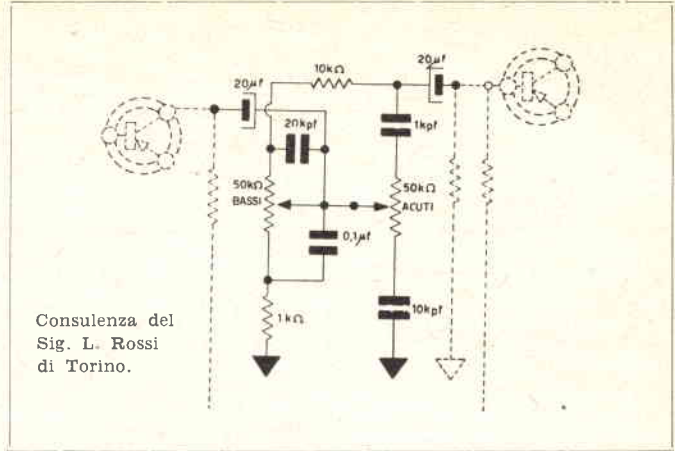 10kΩ
20µf
20µf
20kpf
1kpf
50kΩ
BASSI
50kΩ
ACUTI
0,1µf
1kΩ.
10kpf
Consulenza del
Sig. L. Rossi
di Torino.